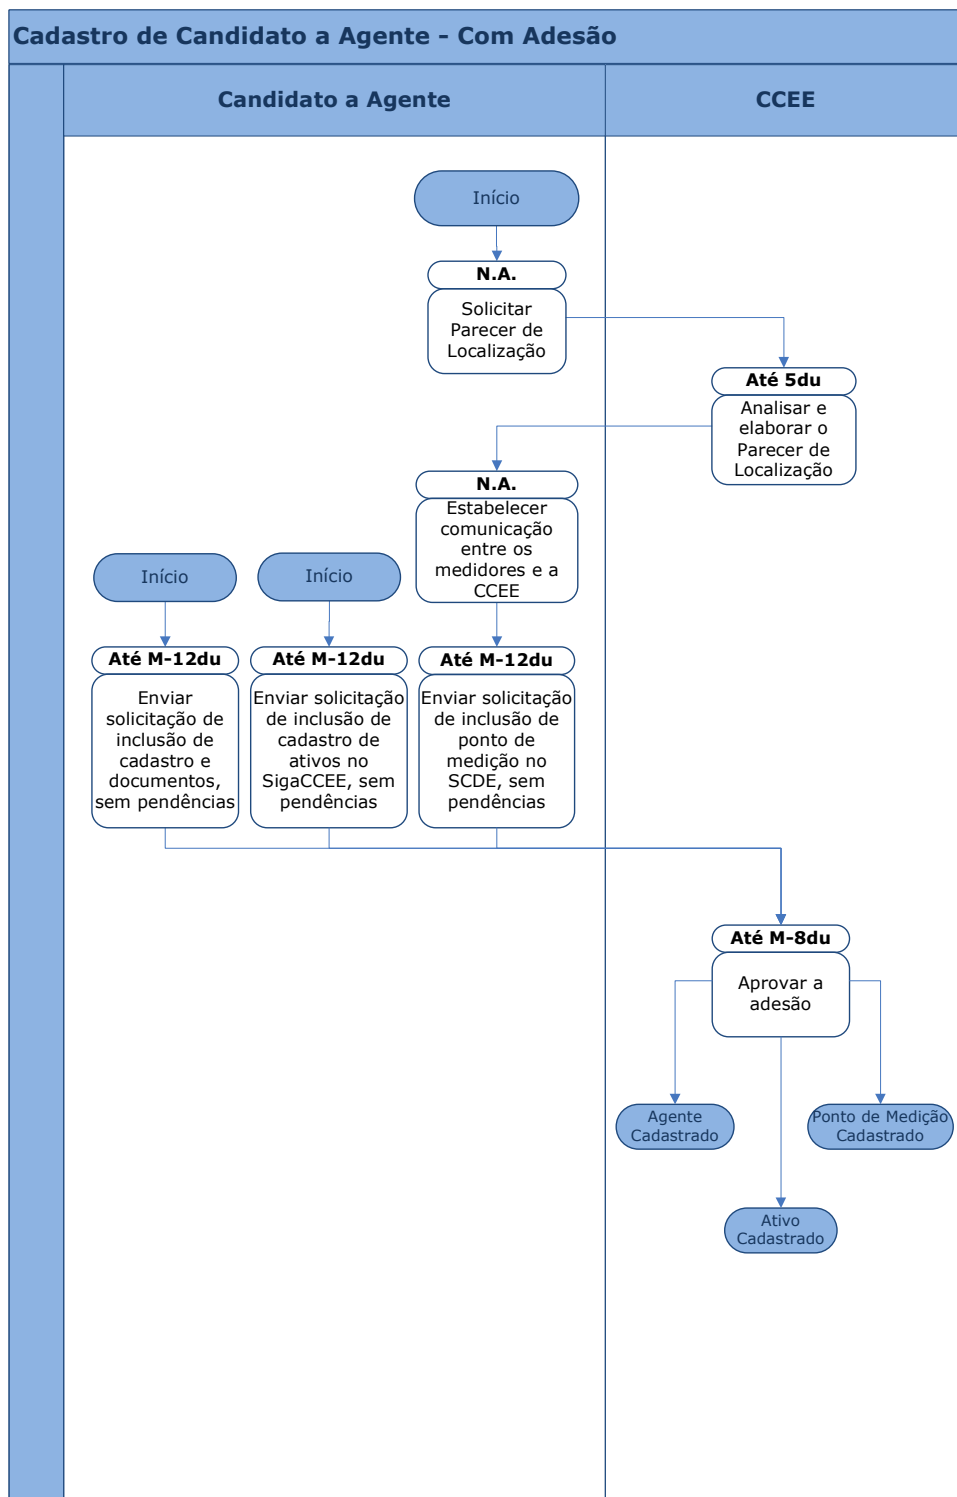 Cadastro de Candidato a Agente - Com Adesão
Candidato a Agente
CCEE
Início
N.A.
Solicitar
Parecer de
Localização
Até 5du
Analisar e
elaborar o
Parecer de
Localização
N.A.
Estabelecer
comunicação
entre os
medidores e a
CCEE
Início
Início
Até M-12du
Enviar
solicitação de
inclusão de
cadastro e
documentos,
sem pendências
Até M-12du
Enviar solicitação
de inclusão de
cadastro de
ativos no
SigaCCEE, sem
pendências
Até M-12du
Enviar solicitação
de inclusão de
ponto de
medição no
SCDE, sem
pendências
Até M-8du
Aprovar a
adesão
Agente
Cadastrado
Ponto de Medição
Cadastrado
Ativo
Cadastrado